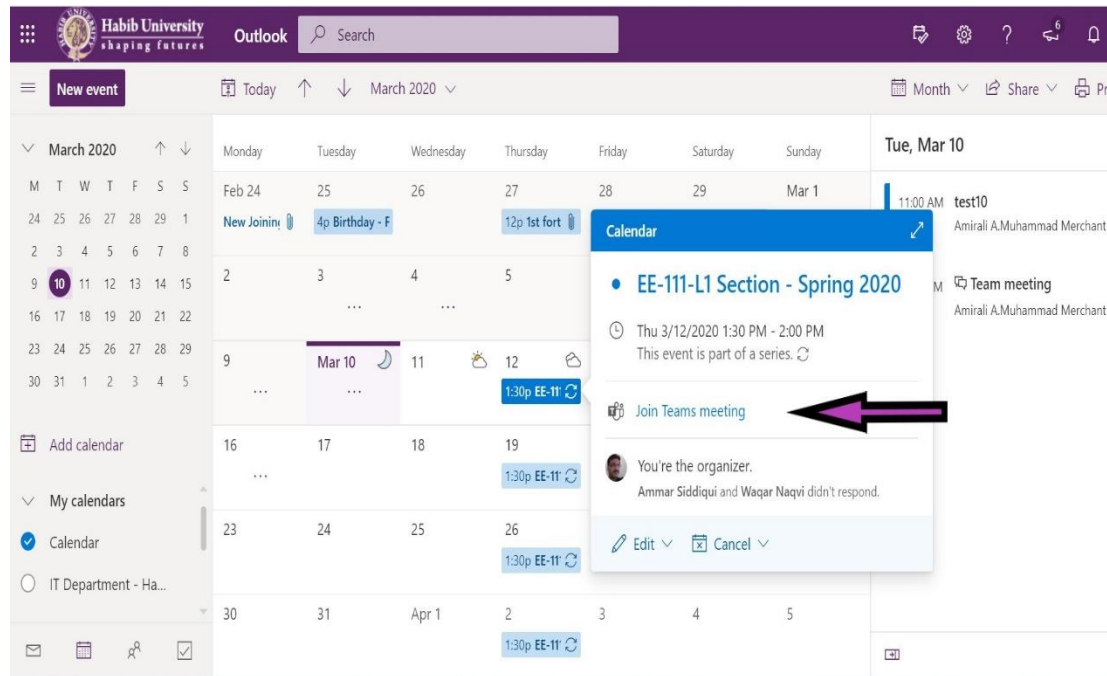 Habib University
shaping futures
Outlook
Search
6
New event
Today
March 2020
Month
Share
March 2020
M T W T F S S
24 25 26 27 28 29 1
2 3 4 5 6 7 8
9 10 11 12 13 14 15
16 17 18 19 20 21 22
23 24 25 26 27 28 29
30 31 1 2 3 4 5
Add calendar
My calendars
Calendar
IT Department - Ha...
Monday Tuesday Wednesday Thursday Friday Saturday Sunday
Feb 24 25 26 27 28 29 Mar 1
New Joining 4p Birthday - F 12p 1st fort
2 3 4 5
... ...
9 Mar 10 11 12
... ... 1:30p EE-11
16 17 18 19
... 1:30p EE-11
23 24 25 26
1:30p EE-11
30 31 Apr 1 2 3 4 5
1:30p EE-11
Calendar
EE-111-L1 Section - Spring 2020
Thu 3/12/2020 1:30 PM - 2:00 PM
This event is part of a series.
Join Teams meeting
You're the organizer.
Ammar Siddiqui and Waqar Naqvi didn't respond.
Edit Cancel
Tue, Mar 10
11:00 AM test10
Amirali A.Muhammad Merchant
M Team meeting
Amirali A.Muhammad Merchant